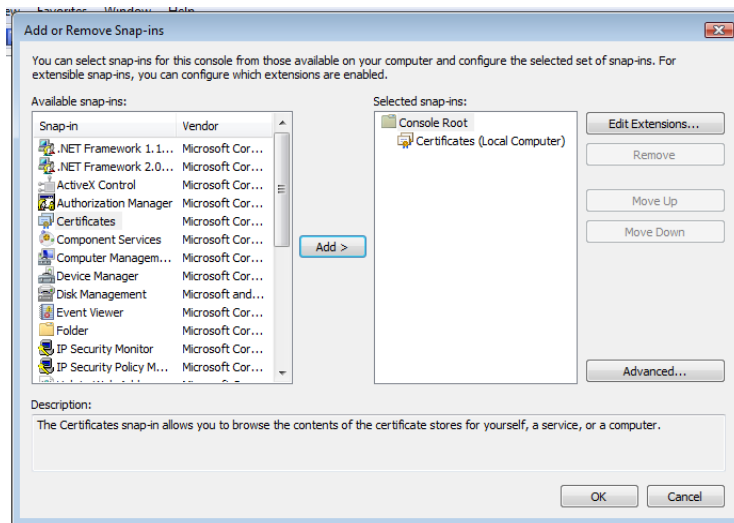 Favorites Window Help
Add or Remove Snap-ins
You can select snap-ins for this console from those available on your computer and configure the selected set of snap-ins. For
extensible snap-ins, you can configure which extensions are enabled.
Available snap-ins:
Snap-in Vendor
.NET Framework 1.1... Microsoft Cor...
.NET Framework 2.0... Microsoft Cor...
ActiveX Control Microsoft Cor...
Authorization Manager Microsoft Cor...
Certificates Microsoft Cor...
Component Services Microsoft Cor...
Computer Managem... Microsoft Cor...
Device Manager Microsoft Cor...
Disk Management Microsoft and...
Event Viewer Microsoft Cor...
Folder Microsoft Cor...
IP Security Monitor Microsoft Cor...
IP Security Policy M... Microsoft Cor...
Add >
Selected snap-ins:
Console Root
Certificates (Local Computer)
Edit Extensions...
Remove
Move Up
Move Down
Advanced...
Description:
The Certificates snap-in allows you to browse the contents of the certificate stores for yourself, a service, or a computer.
OK
Cancel